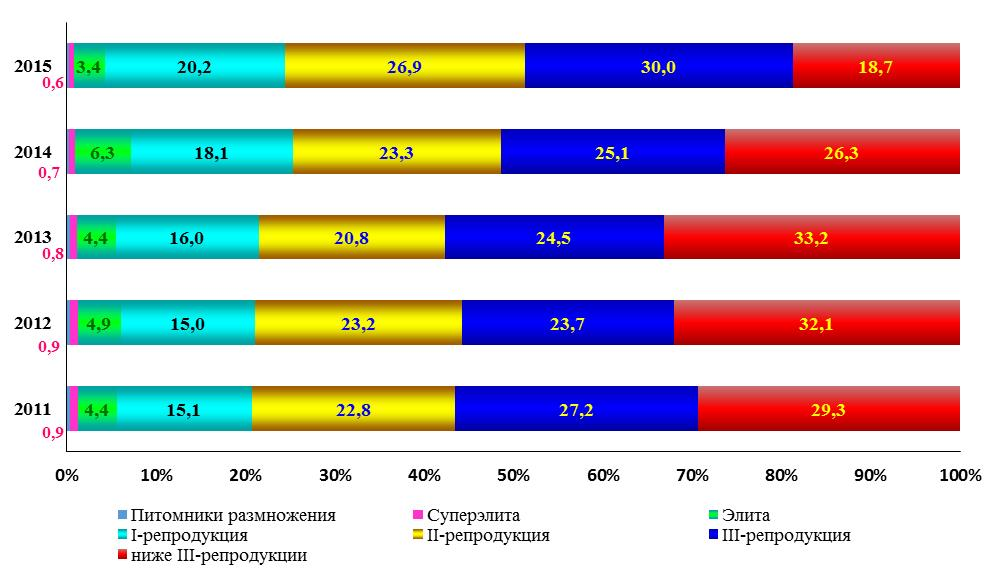 2015 3,4 20,2 26,9 30,0 18,7
0,6
2014 6,3 18,1 23,3 25,1 26,3
0,7
2013 4,4 16,0 20,8 24,5 33,2
0,8
2012 4,9 15,0 23,2 23,7 32,1
0,9
2011 4,4 15,1 22,8 27,2 29,3
0,9
0% 10% 20% 30% 40% 50% 60% 70% 80% 90% 100%
Питомники размножения Суперэлита Элита
I-репродукция II-репродукция III-репродукция
ниже III-репродукции